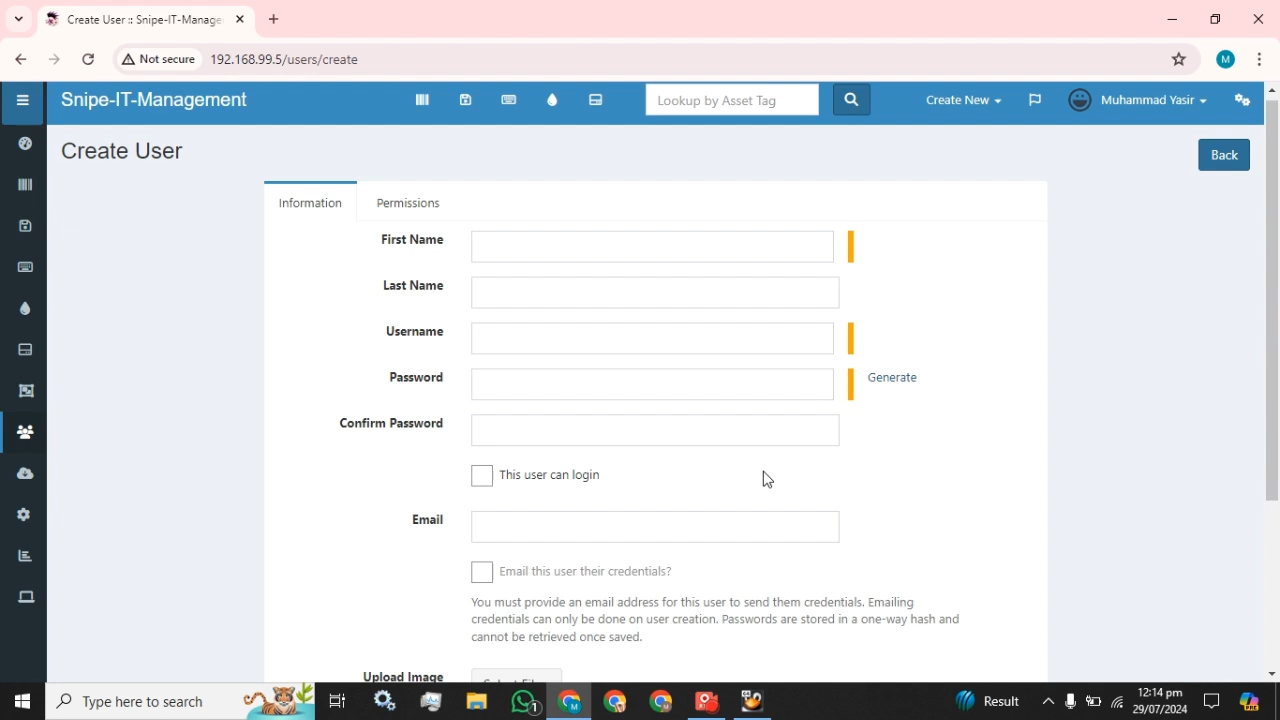 Create User :: Snipe-IT-Manage
Not secure
192.168.99.5/users/create
M
Snipe-IT-Management
Lookup by Asset Tag
Create New
Muhammad Yasir
Create User
Back
Information
Permissions
First Name
Last Name
Username
Password
Generate
Confirm Password
This user can login
Email
Email this user their credentials?
You must provide an email address for this user to send them credentials. Emailing
credentials can only be done on user creation. Passwords are stored in a one-way hash and
cannot be retrieved once saved.
Upload Image
Select File
Type here to search
1
M
Result
12:14 pm
29/07/2024